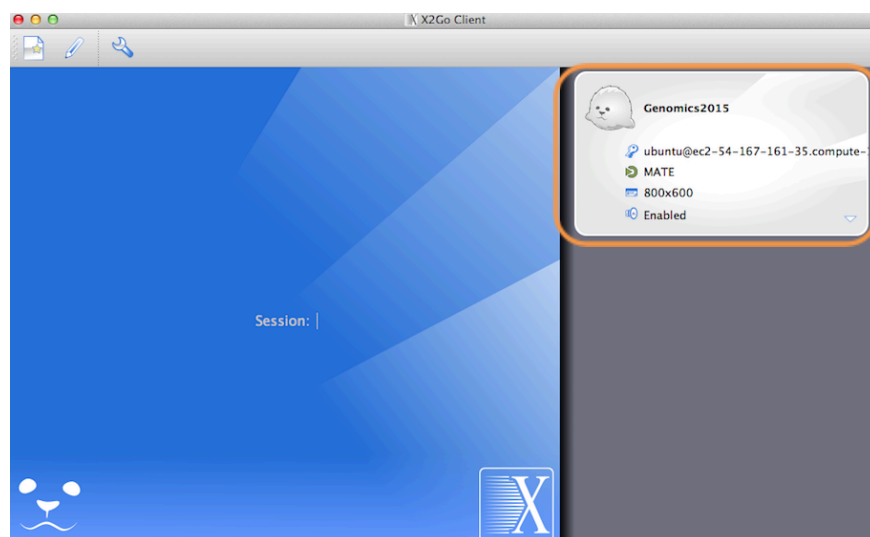 X2Go Client
Genomics2015
ubuntu@ec2-54-167-161-35.compute-
MATE
800x600
Enabled
Session:
X